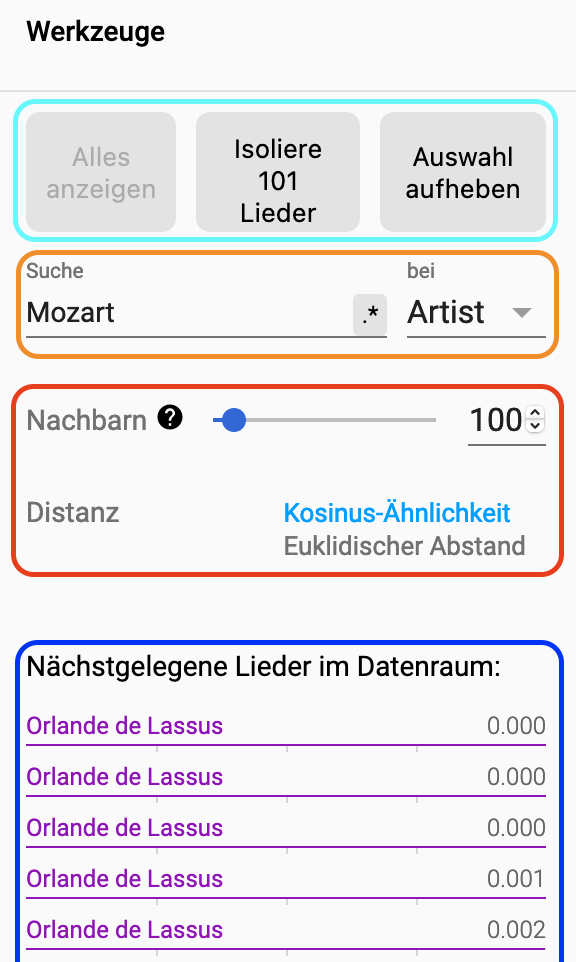 Werkzeuge
Alles
anzeigen
Isoliere
101
Lieder
Auswahl
aufheben
Suche
bei
Mozart
.*
Artist
Nachbarn ?
100
Distanz
Kosinus-Ähnlichkeit
Euklidischer Abstand
Nächstgelegene Lieder im Datenraum:
Orlande de Lassus 0.000
Orlande de Lassus 0.000
Orlande de Lassus 0.000
Orlande de Lassus 0.001
Orlande de Lassus 0.002